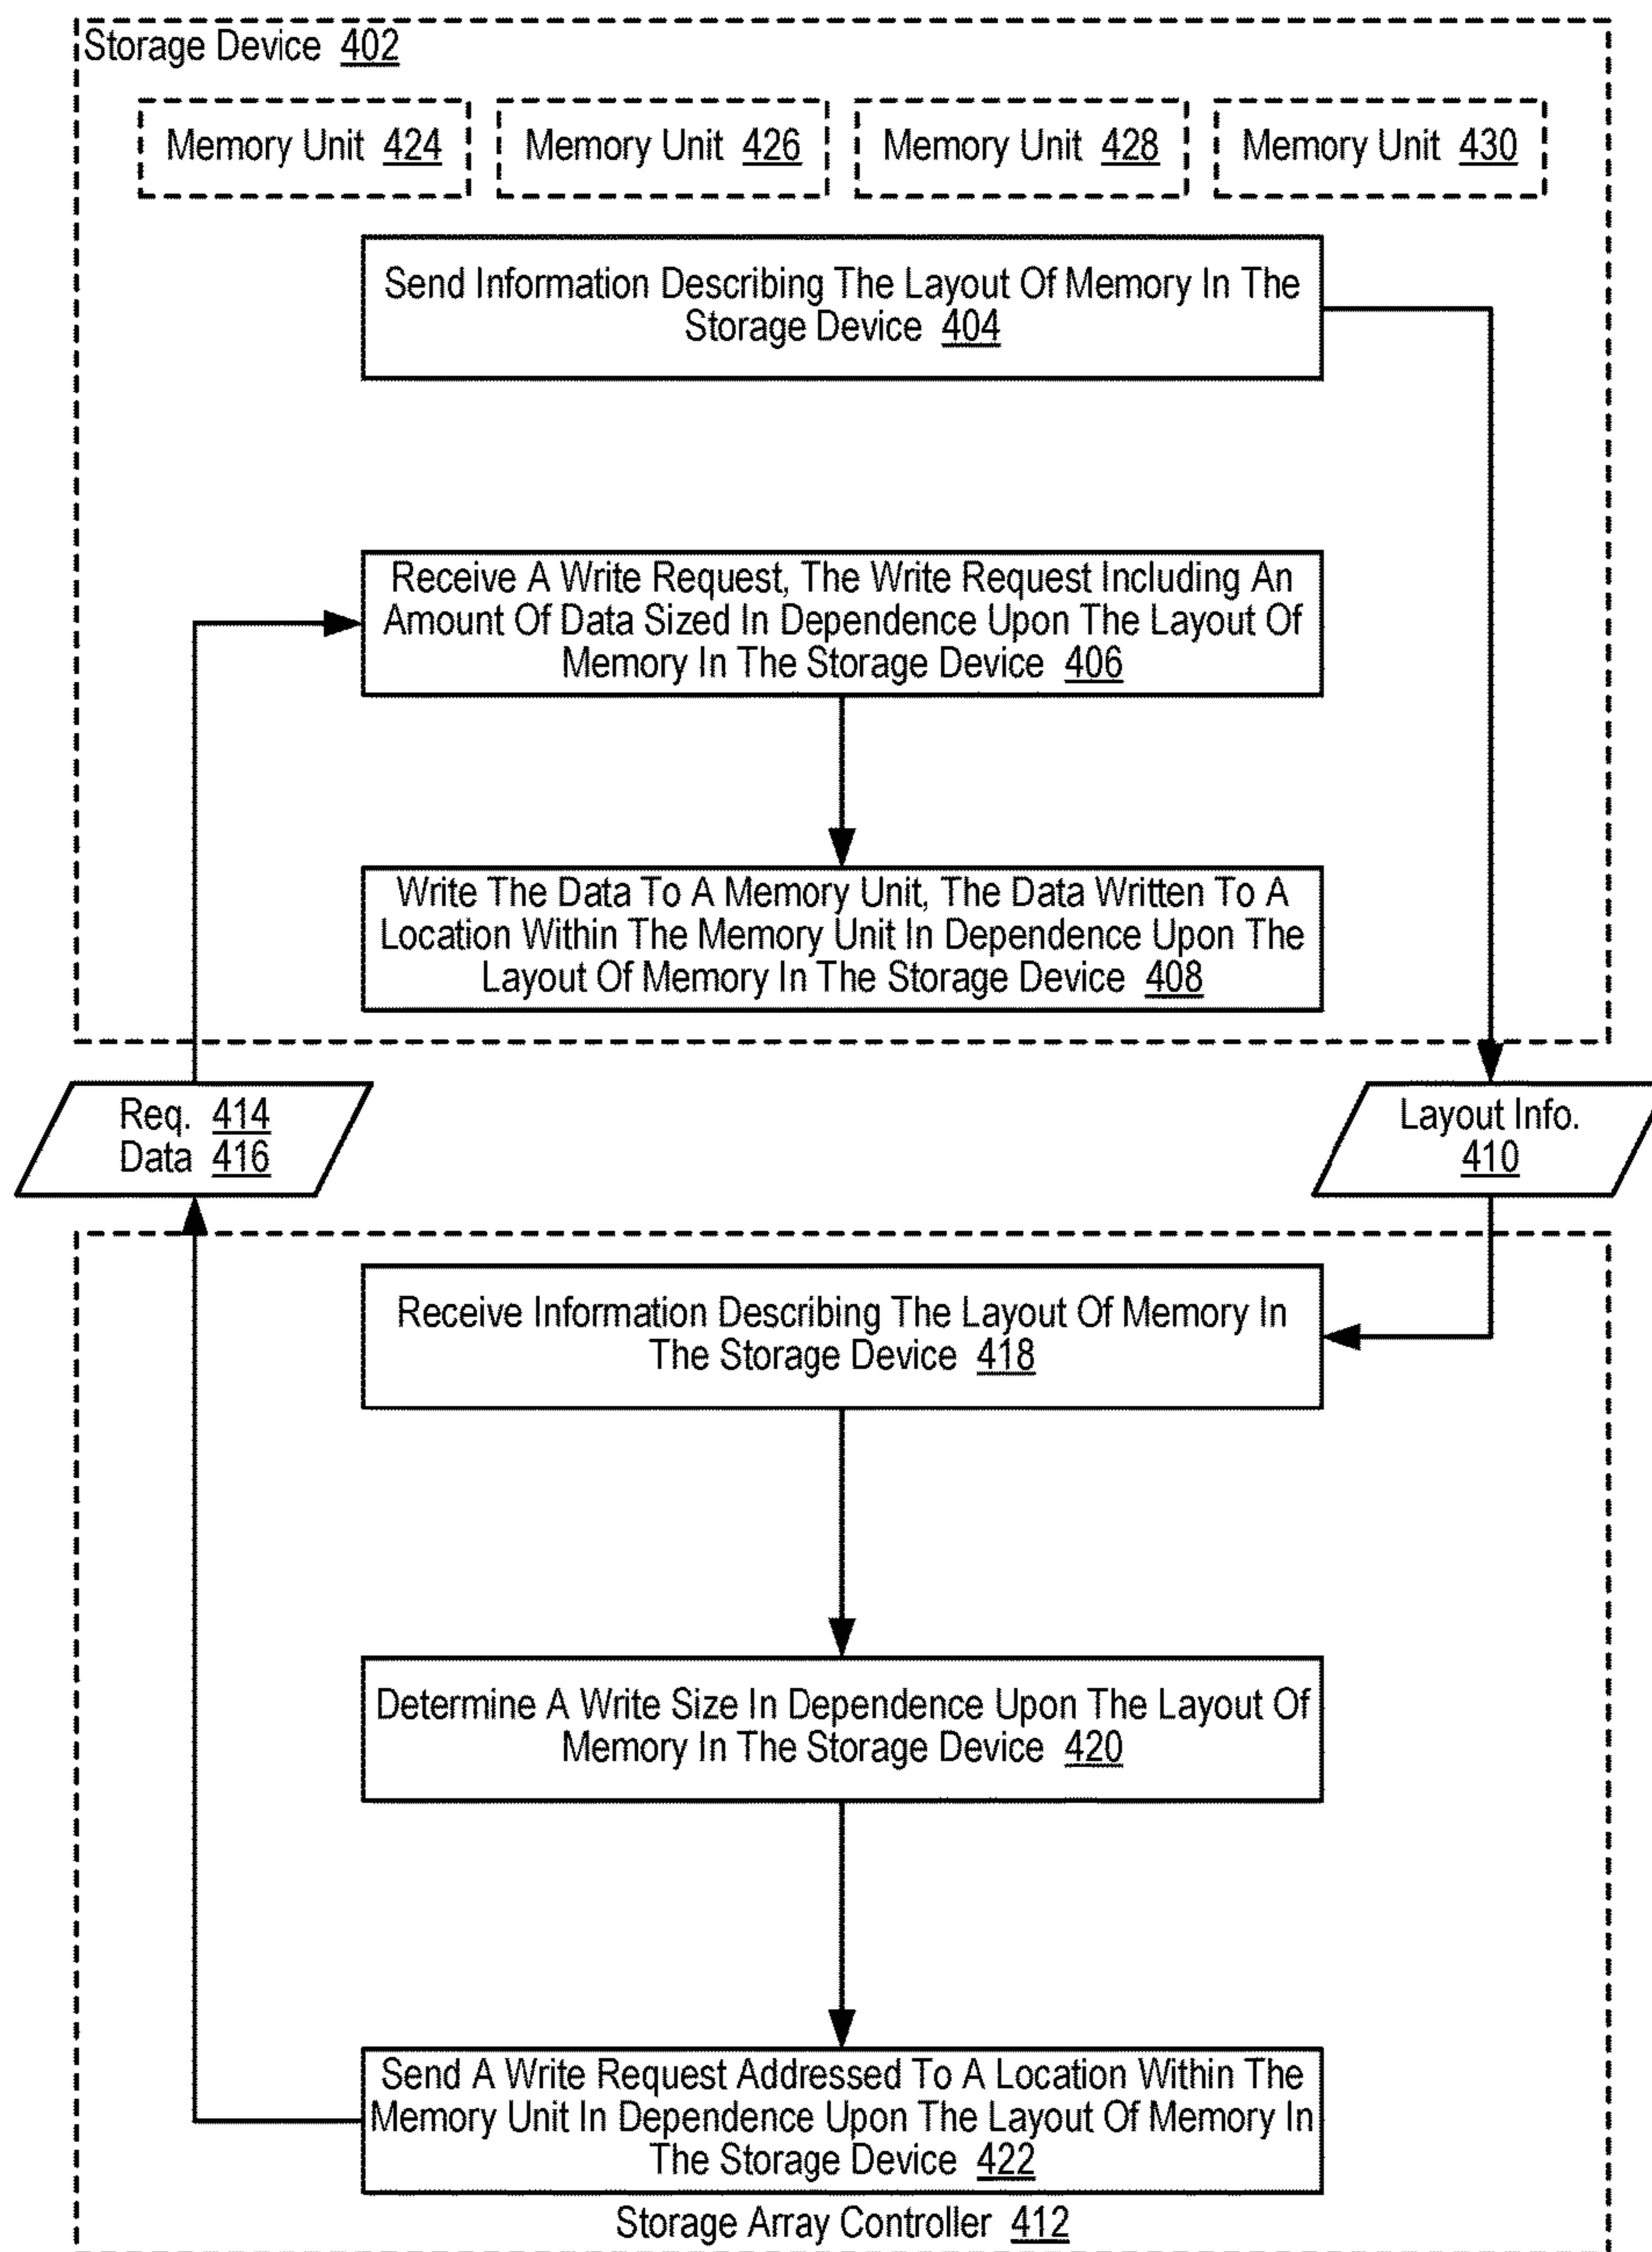 Storage Device 402
Memory Unit 424
Memory Unit 426
Memory Unit 428
Memory Unit 430
Send Information Describing The Layout Of Memory In The
Storage Device 404
Receive A Write Request, The Write Request Including An
Amount Of Data Sized In Dependence Upon The Layout Of
Memory In The Storage Device 406
Write The Data To A Memory Unit, The Data Written To A
Location Within The Memory Unit In Dependence Upon The
Layout Of Memory In The Storage Device 408
Req. 414
Data 416
Layout Info.
410
Receive Information Describing The Layout Of Memory In
The Storage Device 418
Determine A Write Size In Dependence Upon The Layout Of
Memory In The Storage Device 420
Send A Write Request Addressed To A Location Within The
Memory Unit In Dependence Upon The Layout Of Memory In
The Storage Device 422
Storage Array Controller 412